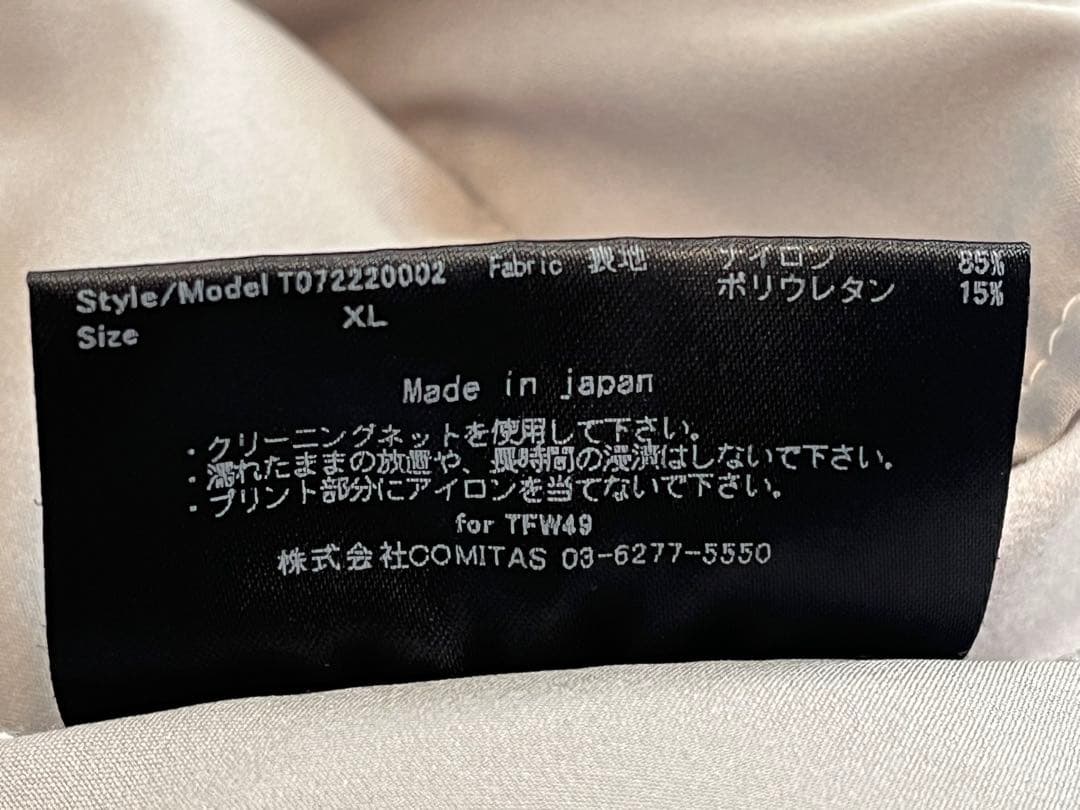 Style/Model T072220002 Fabric 表地 ナイロン 85%
ポリウレタン 15%
Size XL
Made in japan
・クリーニングネットを使用して下さい。
・濡れたままの放置や、長時間の浸漬はしないで下さい。
・プリント部分にアイロンを当てないで下さい。
for TFW49
株式会社COMITAS 03-6277-5550